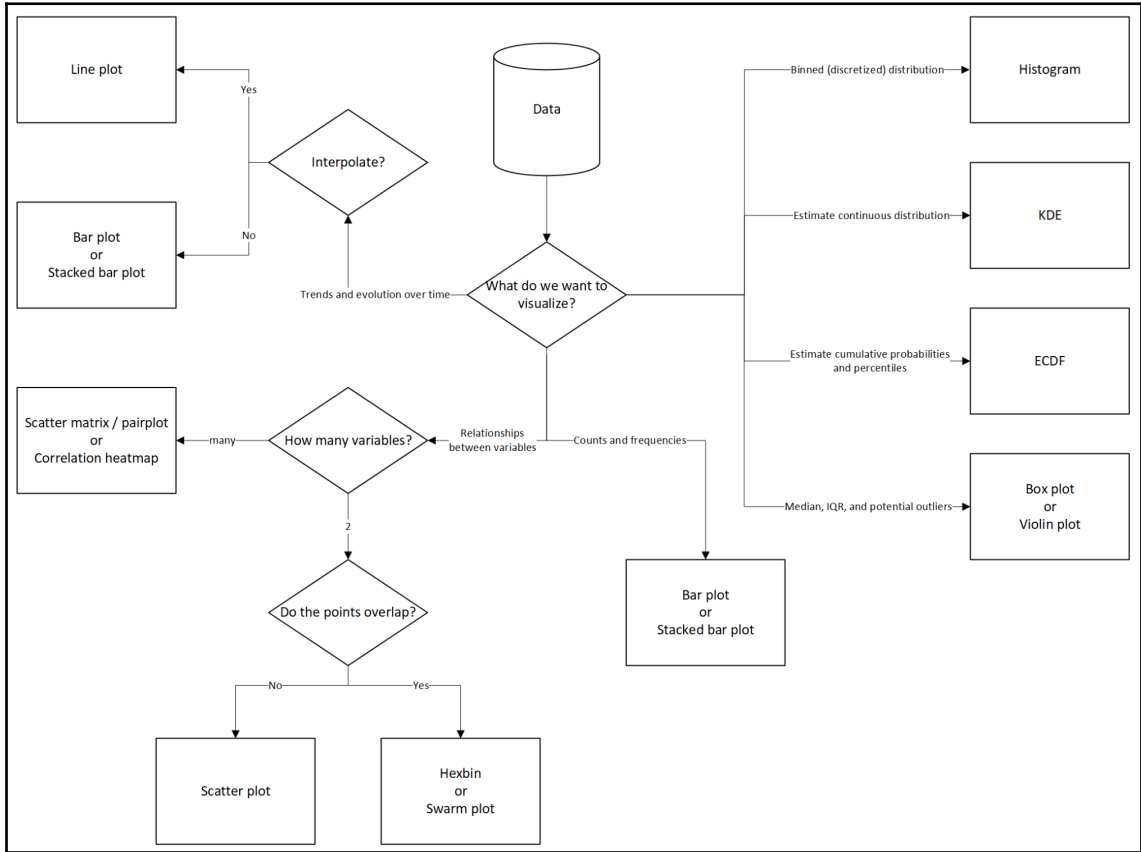 Line plot
Yes
Interpolate?
No
Bar plot
or
Stacked bar plot
Trends and evolution over time
Data
What do we want to
visualize?
Binned (discretized) distribution
Histogram
Estimate continuous distribution
KDE
Estimate cumulative probabilities
and percentiles
ECDF
Median, IQR, and potential outliers
Box plot
or
Violin plot
Relationships
between variables
Counts and frequencies
Bar plot
or
Stacked bar plot
How many variables?
many
Scatter matrix / pairplot
or
Correlation heatmap
2
Do the points overlap?
No
Yes
Scatter plot
Hexbin
or
Swarm plot